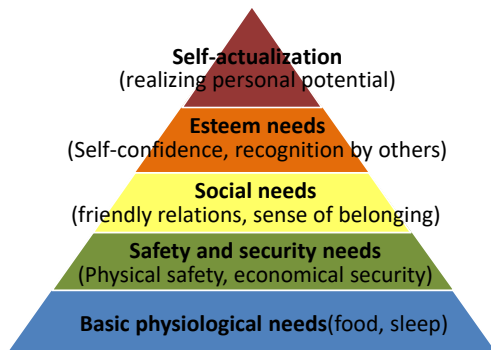 Self-actualization
(realizing personal potential)
Esteem needs
(Self-confidence, recognition by others)
Social needs
(friendly relations, sense of belonging)
Safety and security needs
(Physical safety, economical security)
Basic physiological needs(food, sleep)